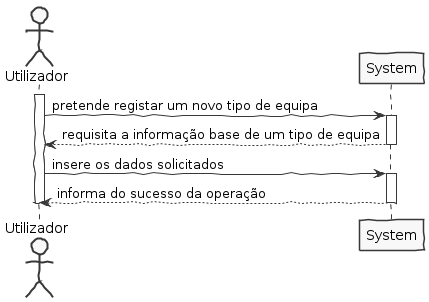 Utilizador
System
pretende registar um novo tipo de equipa
requisita a informação base de um tipo de equipa
insere os dados solicitados
informa do sucesso da operação
Utilizador
System